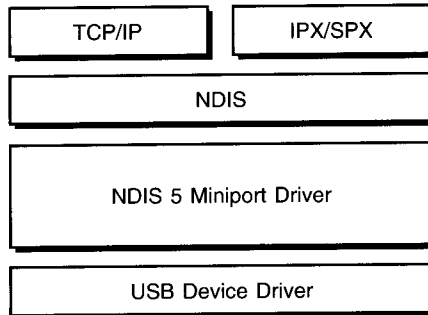 TCP/IP
IPX/SPX
NDIS
NDIS 5 Miniport Driver
USB Device Driver